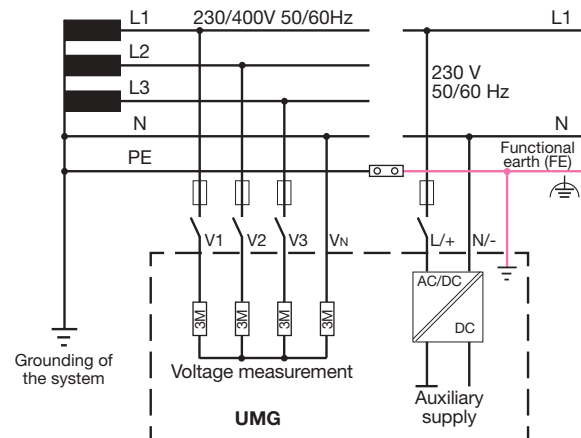 L1
230/400V 50/60Hz
L1
L2
230 V
50/60 Hz
L3
N
N
Functional
earth (FE)
PE
V1
V2
V3
VN
L/+
N/-
AC/DC
DC
3M
3M
3M
3M
Grounding of
the system
Voltage measurement
Auxiliary
supply
UMG